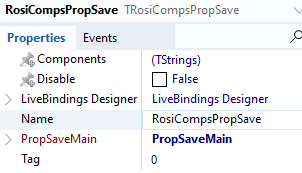 RosiCompsPropSave TRosiCompsPropSave
Properties Events
Components (TStrings)
Disable False
LiveBindings Designer LiveBindings Designer
Name RosiCompsPropSave
PropSaveMain PropSaveMain
Tag 0